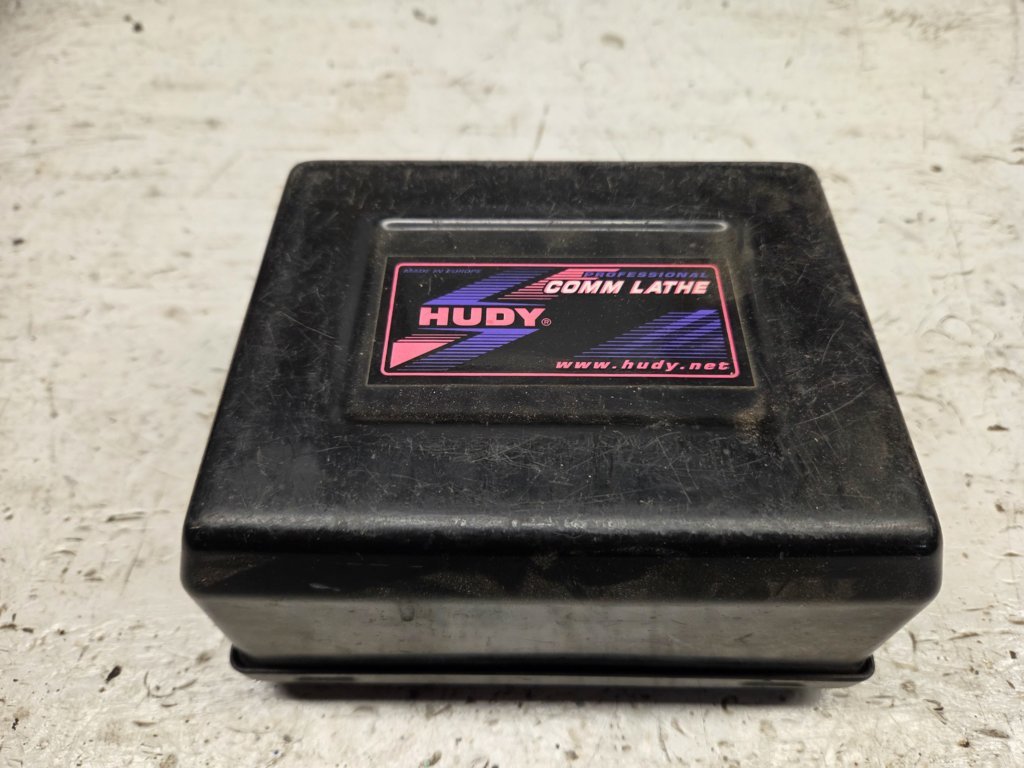 MADE IN EUROPE
PROFESSIONAL
COMM LATHE
HUDY®
www.hudy.net